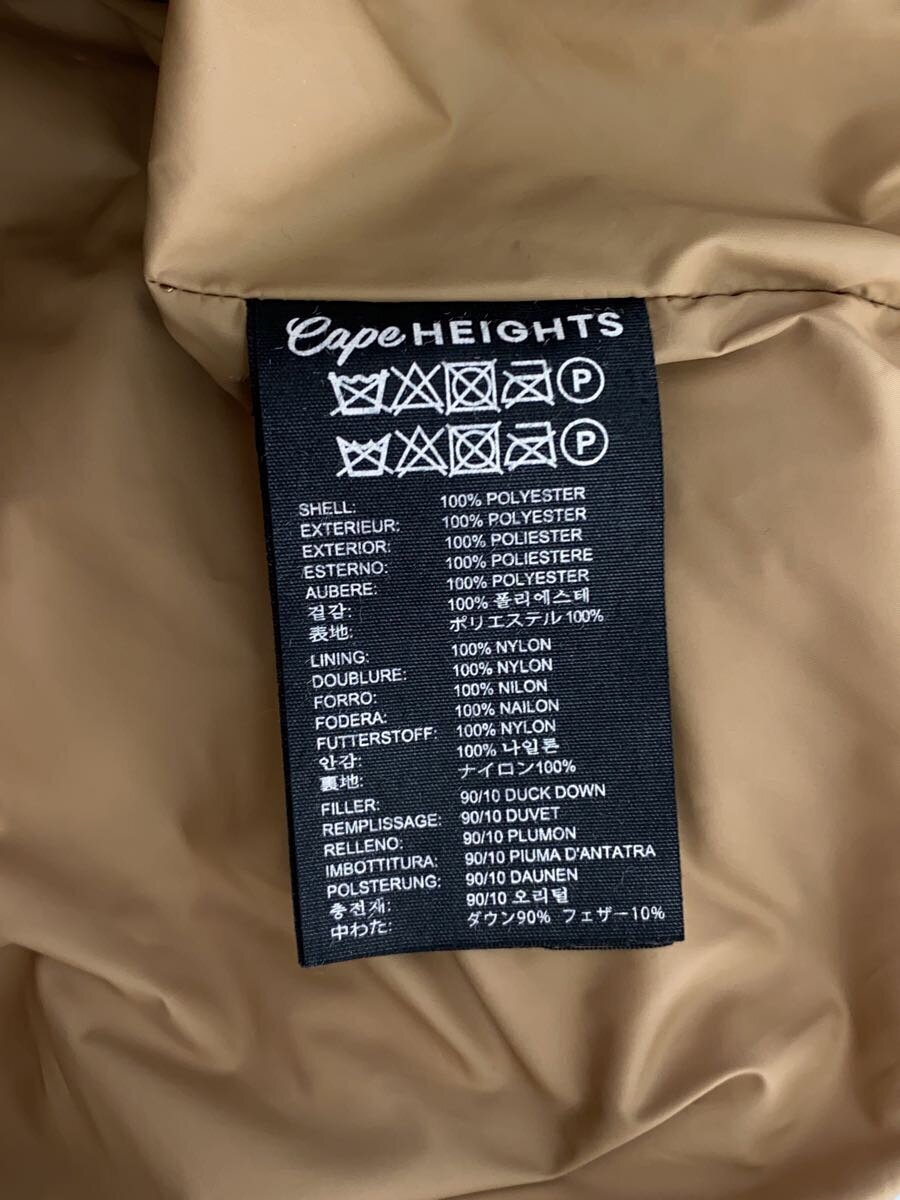 Cape HEIGHTS
P
P
SHELL: 100% POLYESTER
EXTERIEUR: 100% POLYESTER
EXTERIOR: 100% POLIESTER
ESTERNO: 100% POLIESTERE
AUBERE: 100% POLYESTER
겉감: 100% 폴리에스테
表地: ポリエステル 100%
LINING: 100% NYLON
DOUBLURE: 100% NYLON
FORRO: 100% NILON
FODERA: 100% NAILON
FUTTERSTOFF: 100% NYLON
안감: 100% 나일론
裏地: ナイロン100%
FILLER: 90/10 DUCK DOWN
REMPLISSAGE: 90/10 DUVET
RELLENO: 90/10 PLUMON
IMBOTTITURA: 90/10 PIUMA D'ANTATRA
POLSTERUNG: 90/10 DAUNEN
충전재: 90/10 오리털
中わた: ダウン90% フェザー10%